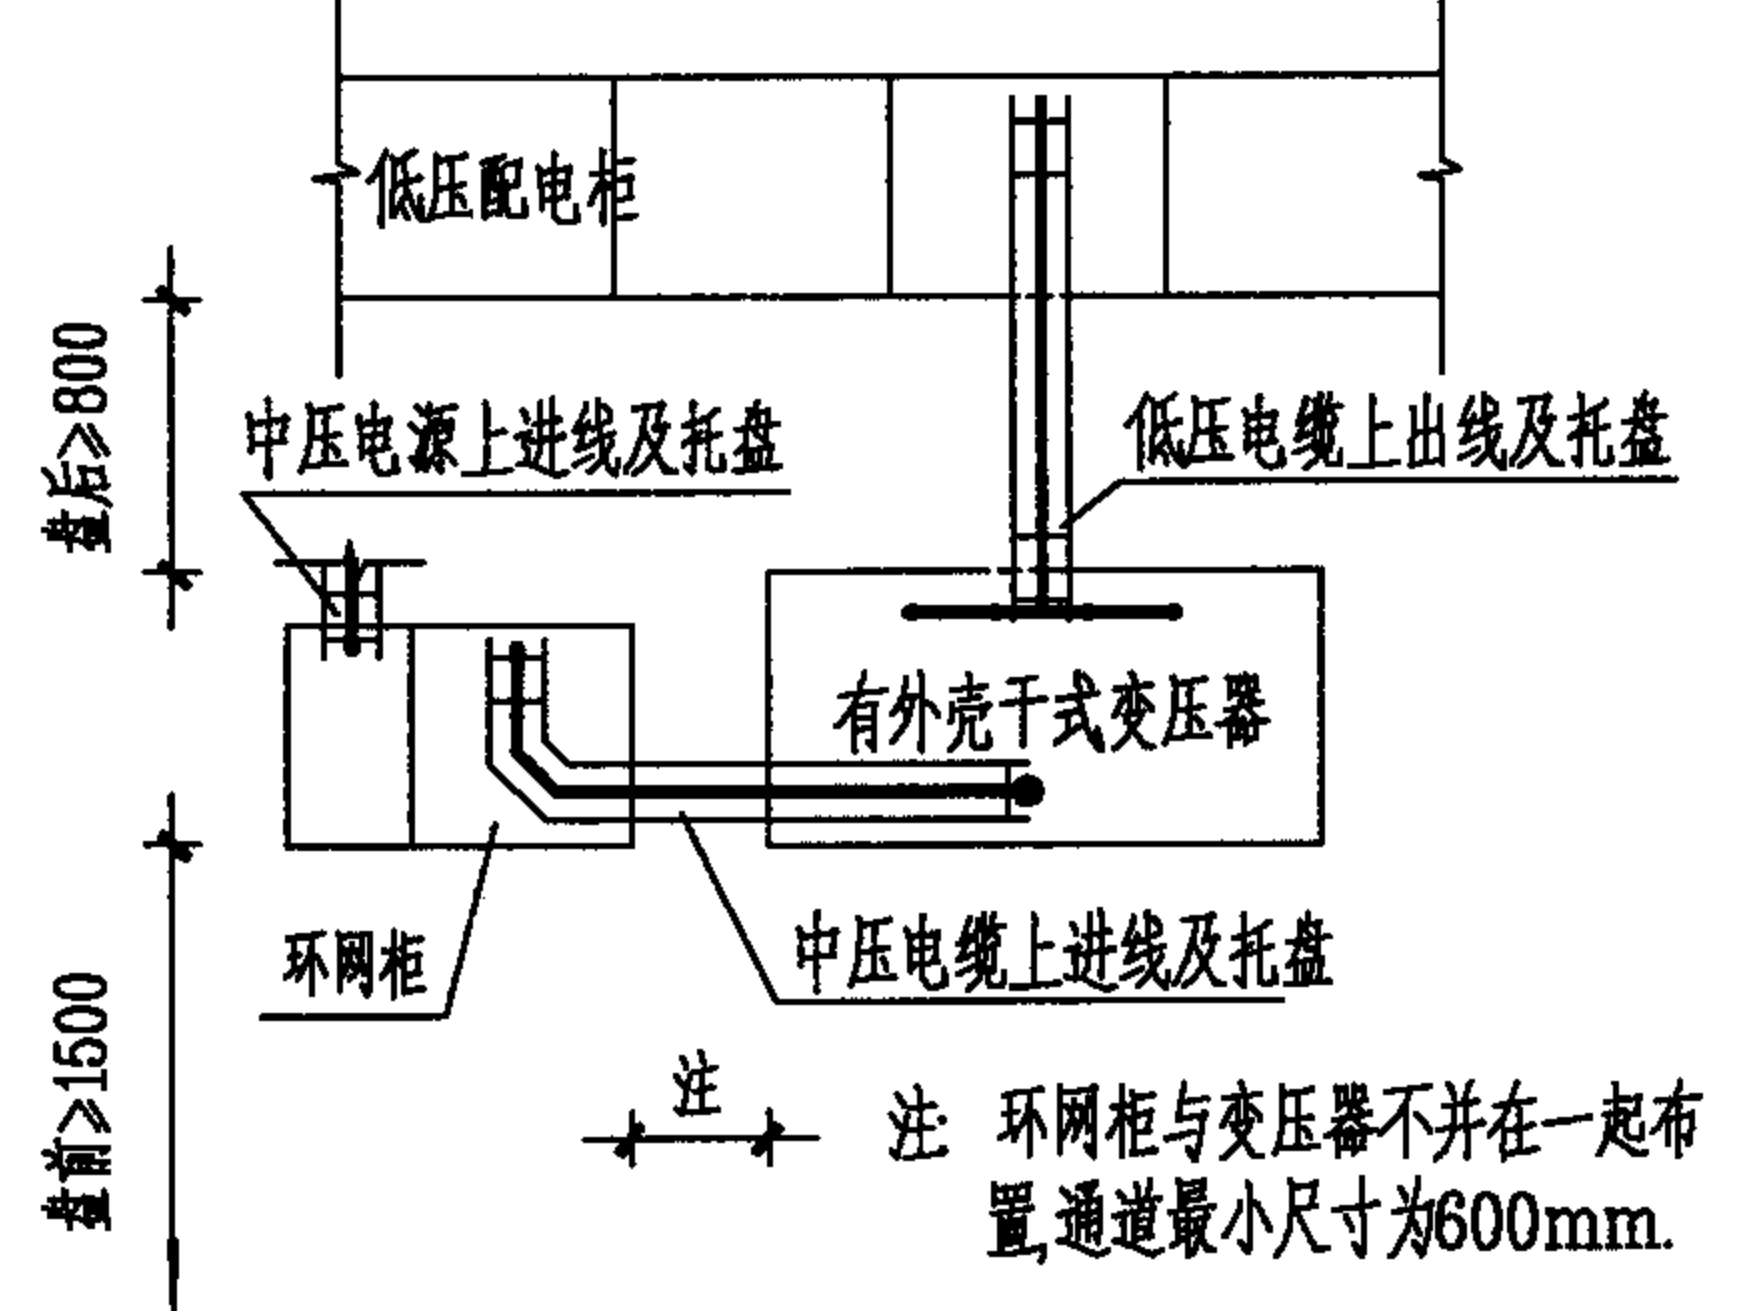 低压配电柜
盘后≥800
中压电源上进线及托盘
低压电缆上出线及托盘
有外壳干式变压器
环网柜
中压电缆上进线及托盘
盘前≥1500
注
注: 环网柜与变压器不并在一起布
置,通道最小尺寸为600mm.